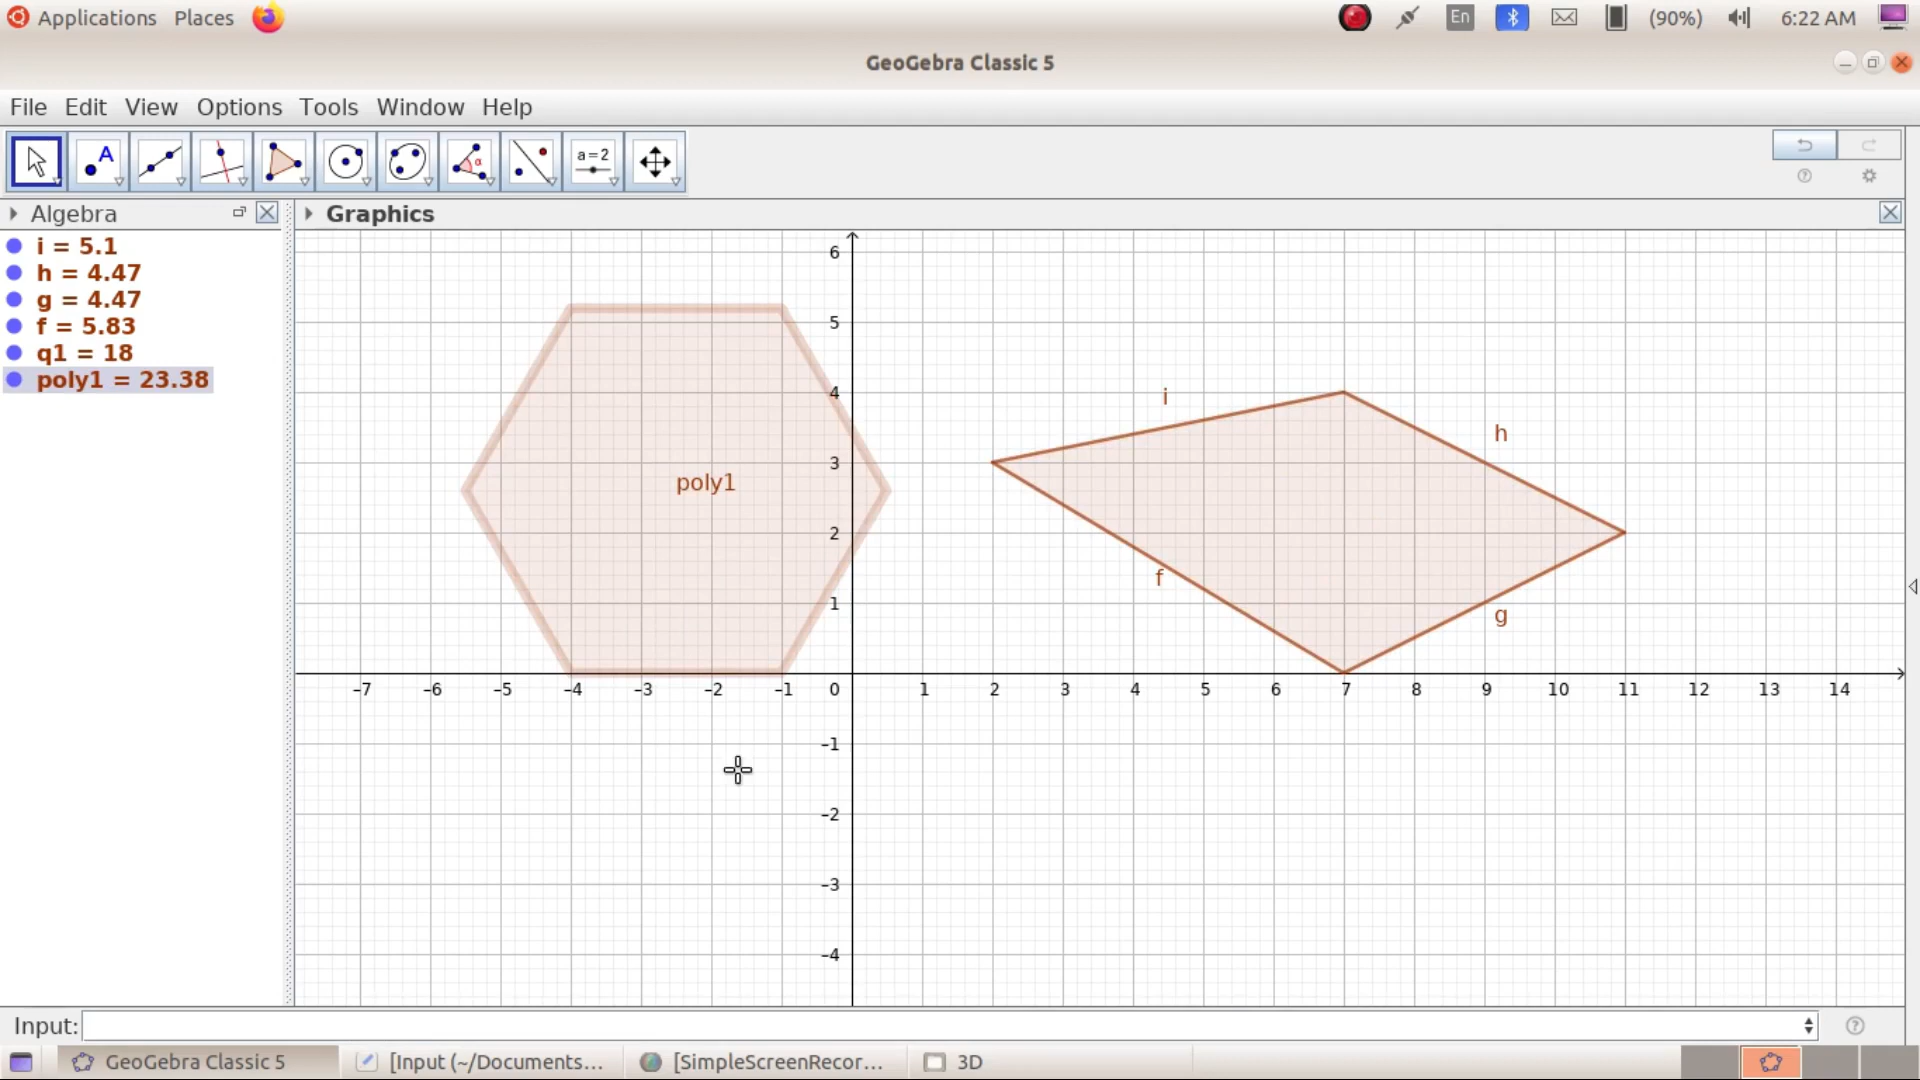 Applications Places En (90%) 6:22 AM
GeoGebra Classic 5
File Edit View Options Tools Window Help
A α a=2
Algebra
Graphics
i = 5.1
h = 4.47
g = 4.47
f = 5.83
q1 = 18
poly1 = 23.38
6
5
4
3
2
1
i
h
poly1
f
g
–7 –6 –5 –4 –3 –2 –1 0 1 2 3 4 5 6 7 8 9 10 11 12 13 14
–1
–2
–3
–4
Input:
GeoGebra Classic 5 [Input (~/Documents... [SimpleScreenRecor... 3D